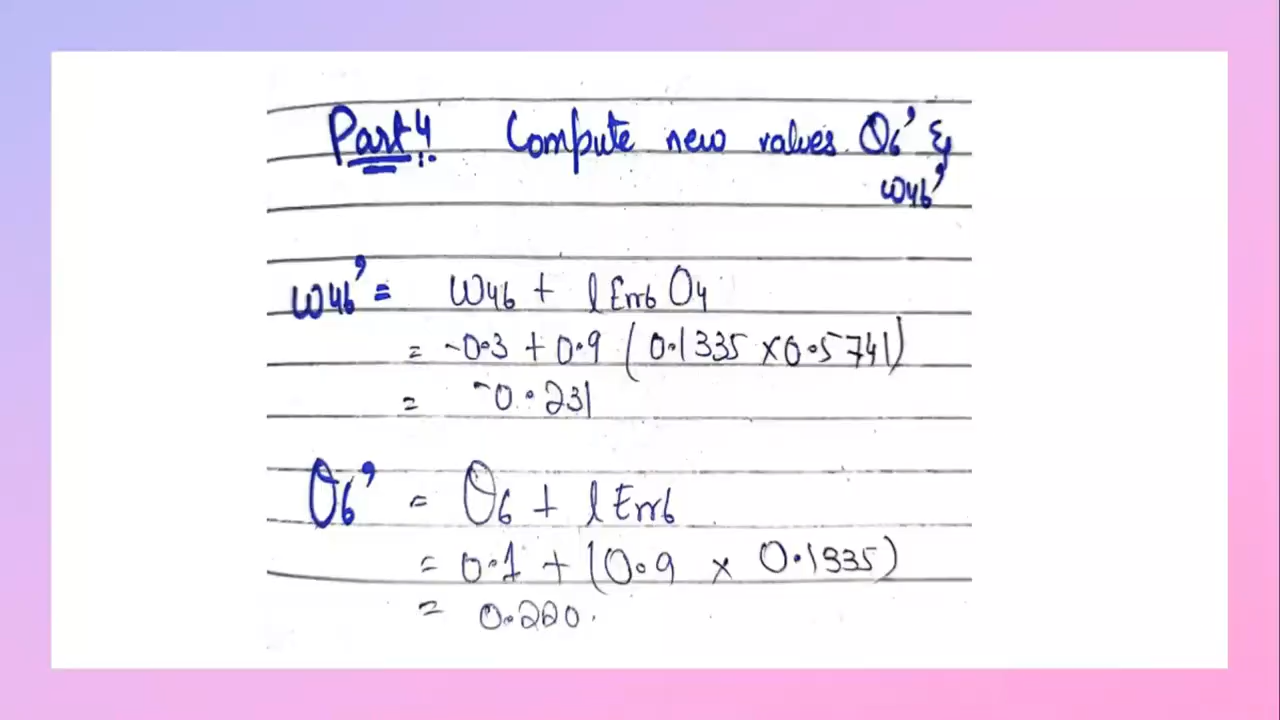 Part 4: Compute new values θ6' &
w46'
w46' = w46 + l Err6 O4
= -0.3 + 0.9 (0.1335 × 0.5741)
= -0.231
θ6' = θ6 + l Err6
= 0.1 + (0.9 × 0.1335)
= 0.220.